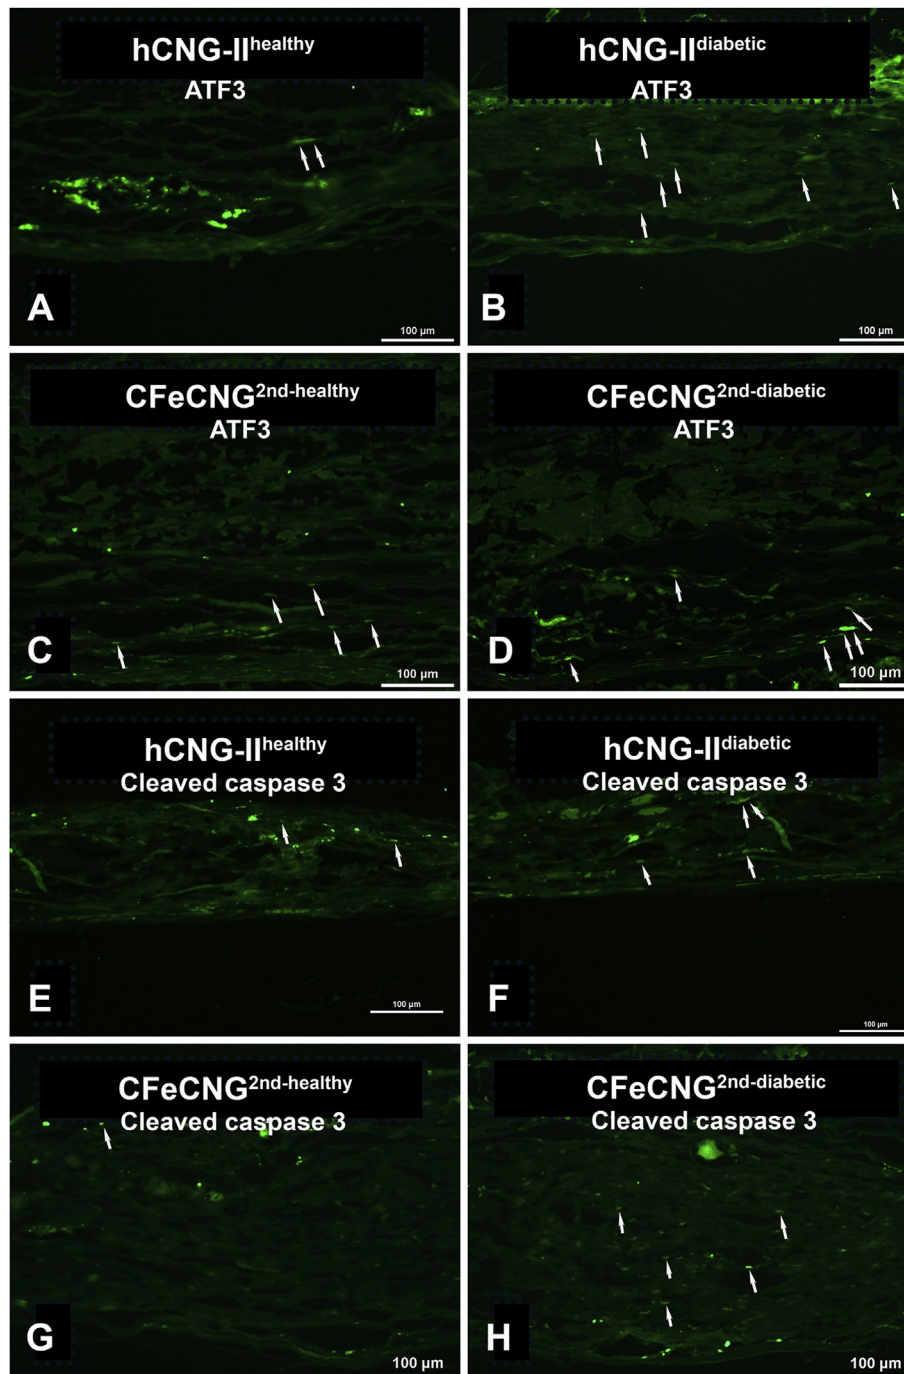 hCNG-IIhealthy
ATF3
A
100 µm
hCNG-IIdiabetic
ATF3
B
100 µm
CFeCNG2nd-healthy
ATF3
C
100 µm
CFeCNG2nd-diabetic
ATF3
D
100 µm
hCNG-IIhealthy
Cleaved caspase 3
E
100 µm
hCNG-IIdiabetic
Cleaved caspase 3
F
100 µm
CFeCNG2nd-healthy
Cleaved caspase 3
G
100 µm
CFeCNG2nd-diabetic
Cleaved caspase 3
H
100 µm